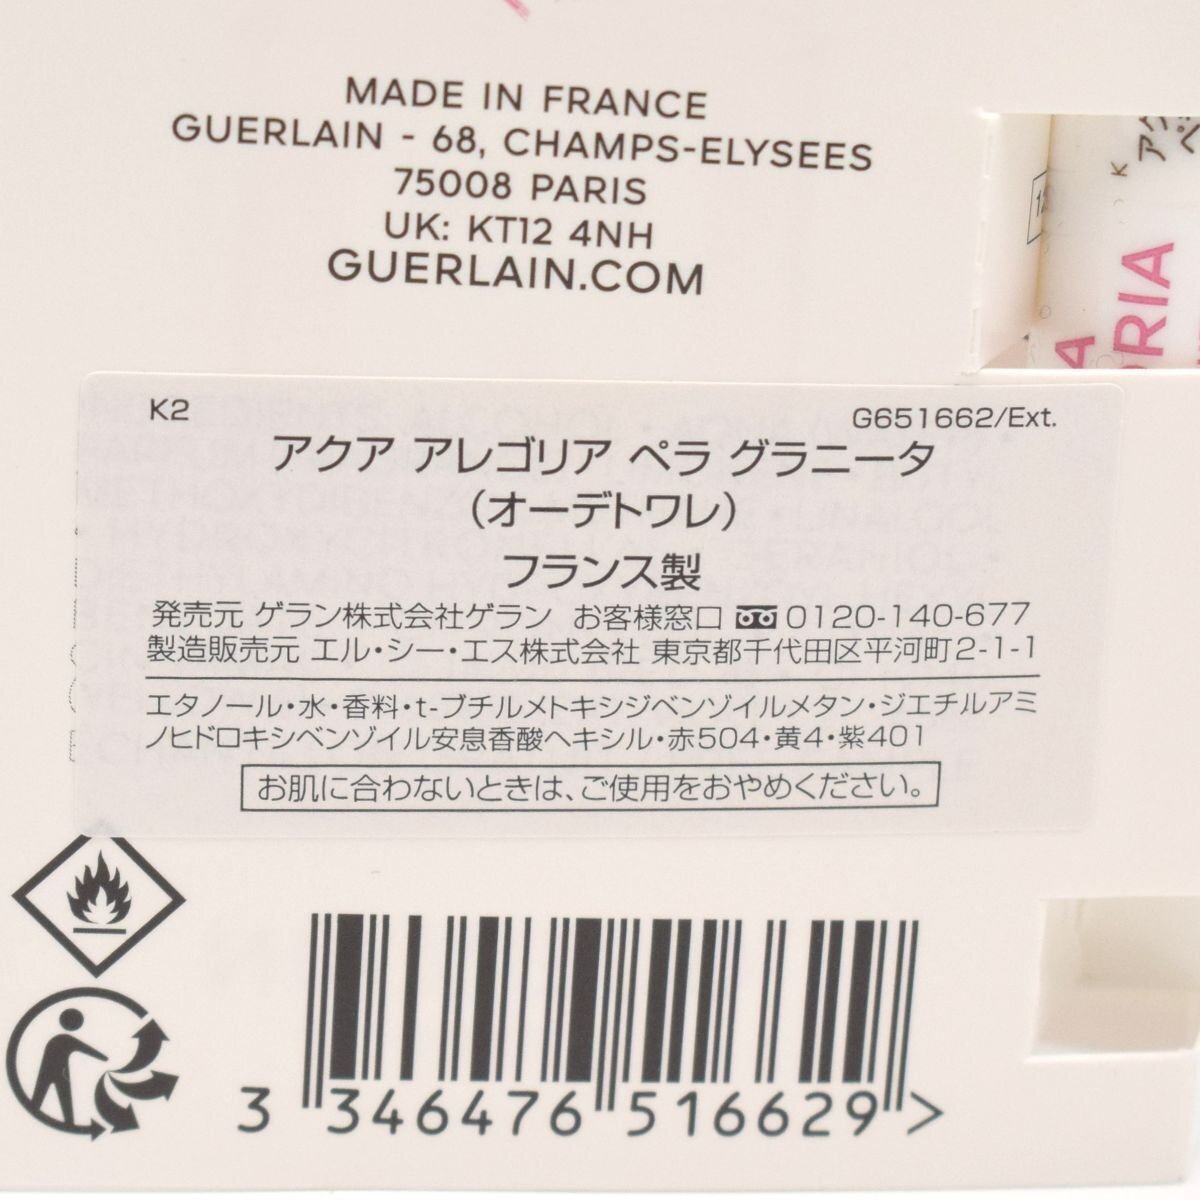 MADE IN FRANCE
GUERLAIN - 68, CHAMPS-ELYSEES
75008 PARIS
UK: KT12 4NH
GUERLAIN.COM
K
アク
RIA
A
K2
G651662/Ext.
アクア アレゴリア ペラ グラニータ
(オーデトワレ)
フランス製
発売元 ゲラン株式会社ゲラン お客様窓口 0120-140-677
製造販売元 エル・シー・エス株式会社 東京都千代田区平河町2-1-1
エタノール・水・香料・t-ブチルメトキシジベンゾイルメタン・ジエチルアミ
ノヒドロキシベンゾイル安息香酸ヘキシル・赤504・黄4・紫401
お肌に合わないときは、ご使用をおやめください。
3 346476 516629 >